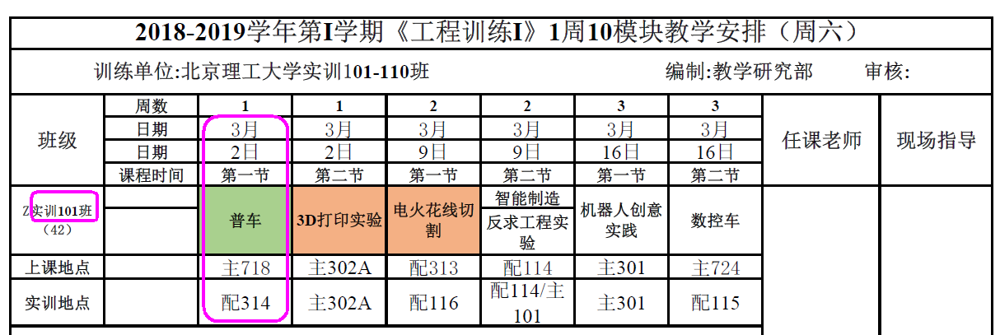 2018-2019学年第I学期《工程训练I》1周10模块教学安排（周六）
训练单位:北京理工大学实训101-110班 编制:教学研究部 审核:
班级 周数 1 1 2 2 3 3 任课老师 现场指导
日期 3月 3月 3月 3月 3月 3月
日期 2日 2日 9日 9日 16日 16日
课程时间 第一节 第二节 第一节 第二节 第一节 第二节
Z实训101班
（42）
普车
3D打印实验
电火花线切
割
智能制造
反求工程实
验
机器人创意
实践
数控车
上课地点 主718 主302A 配313 配114 主301 主724
实训地点 配314 主302A 配116 配114/主 主301 配115
101